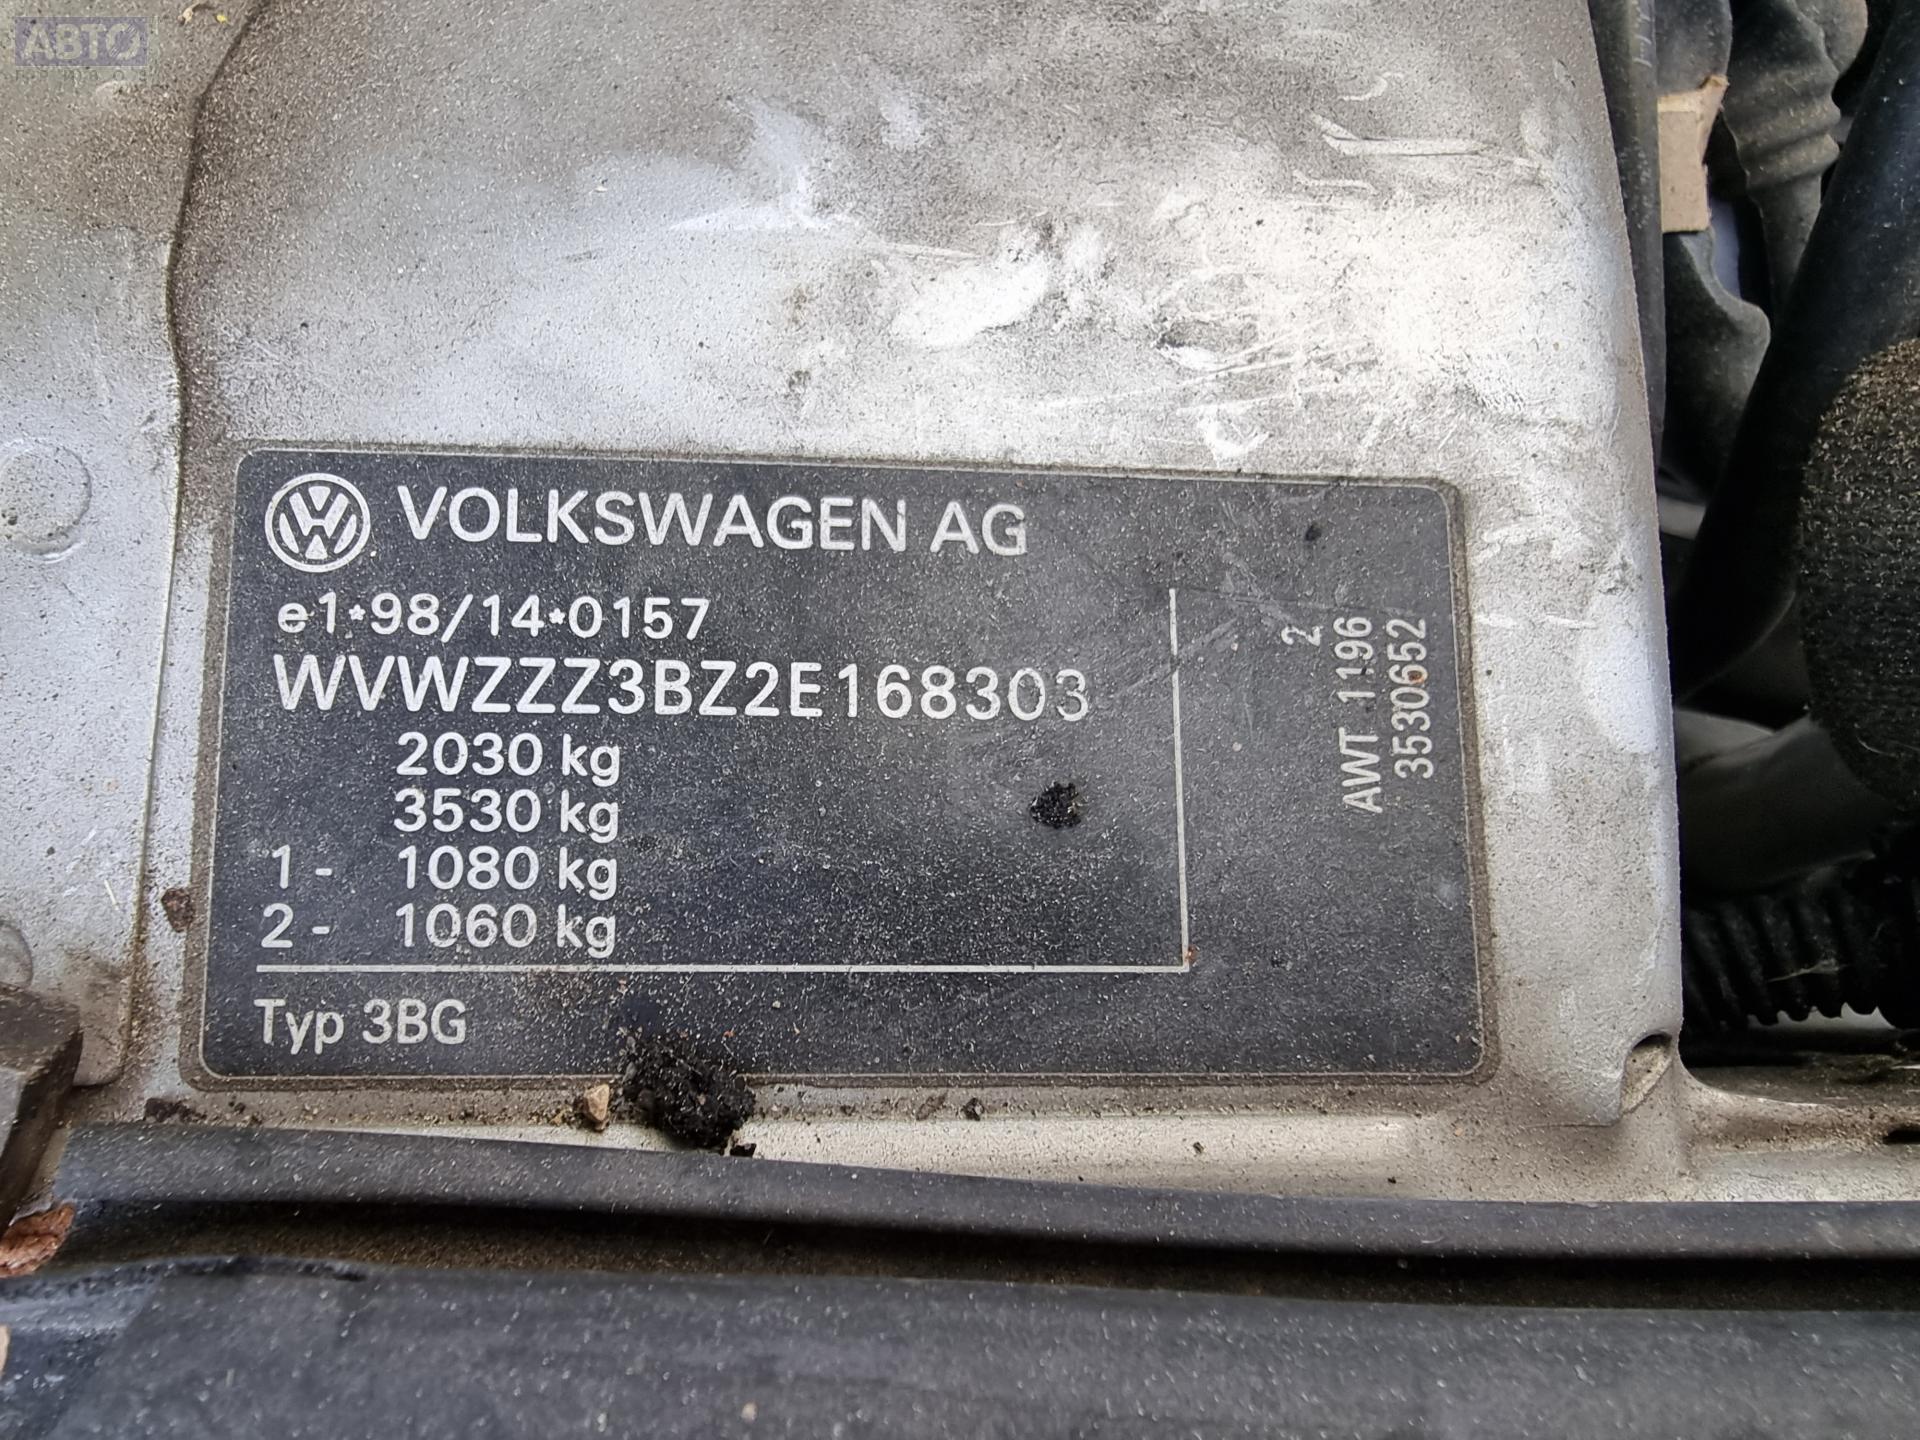 АВТО
VOLKSWAGEN AG
e1*98/14*0157
WVWZZZ3BZ2E168303
2030 kg
3530 kg
1- 1080 kg
2- 1060 kg
Typ 3BG
2
AWT 1196
3530652